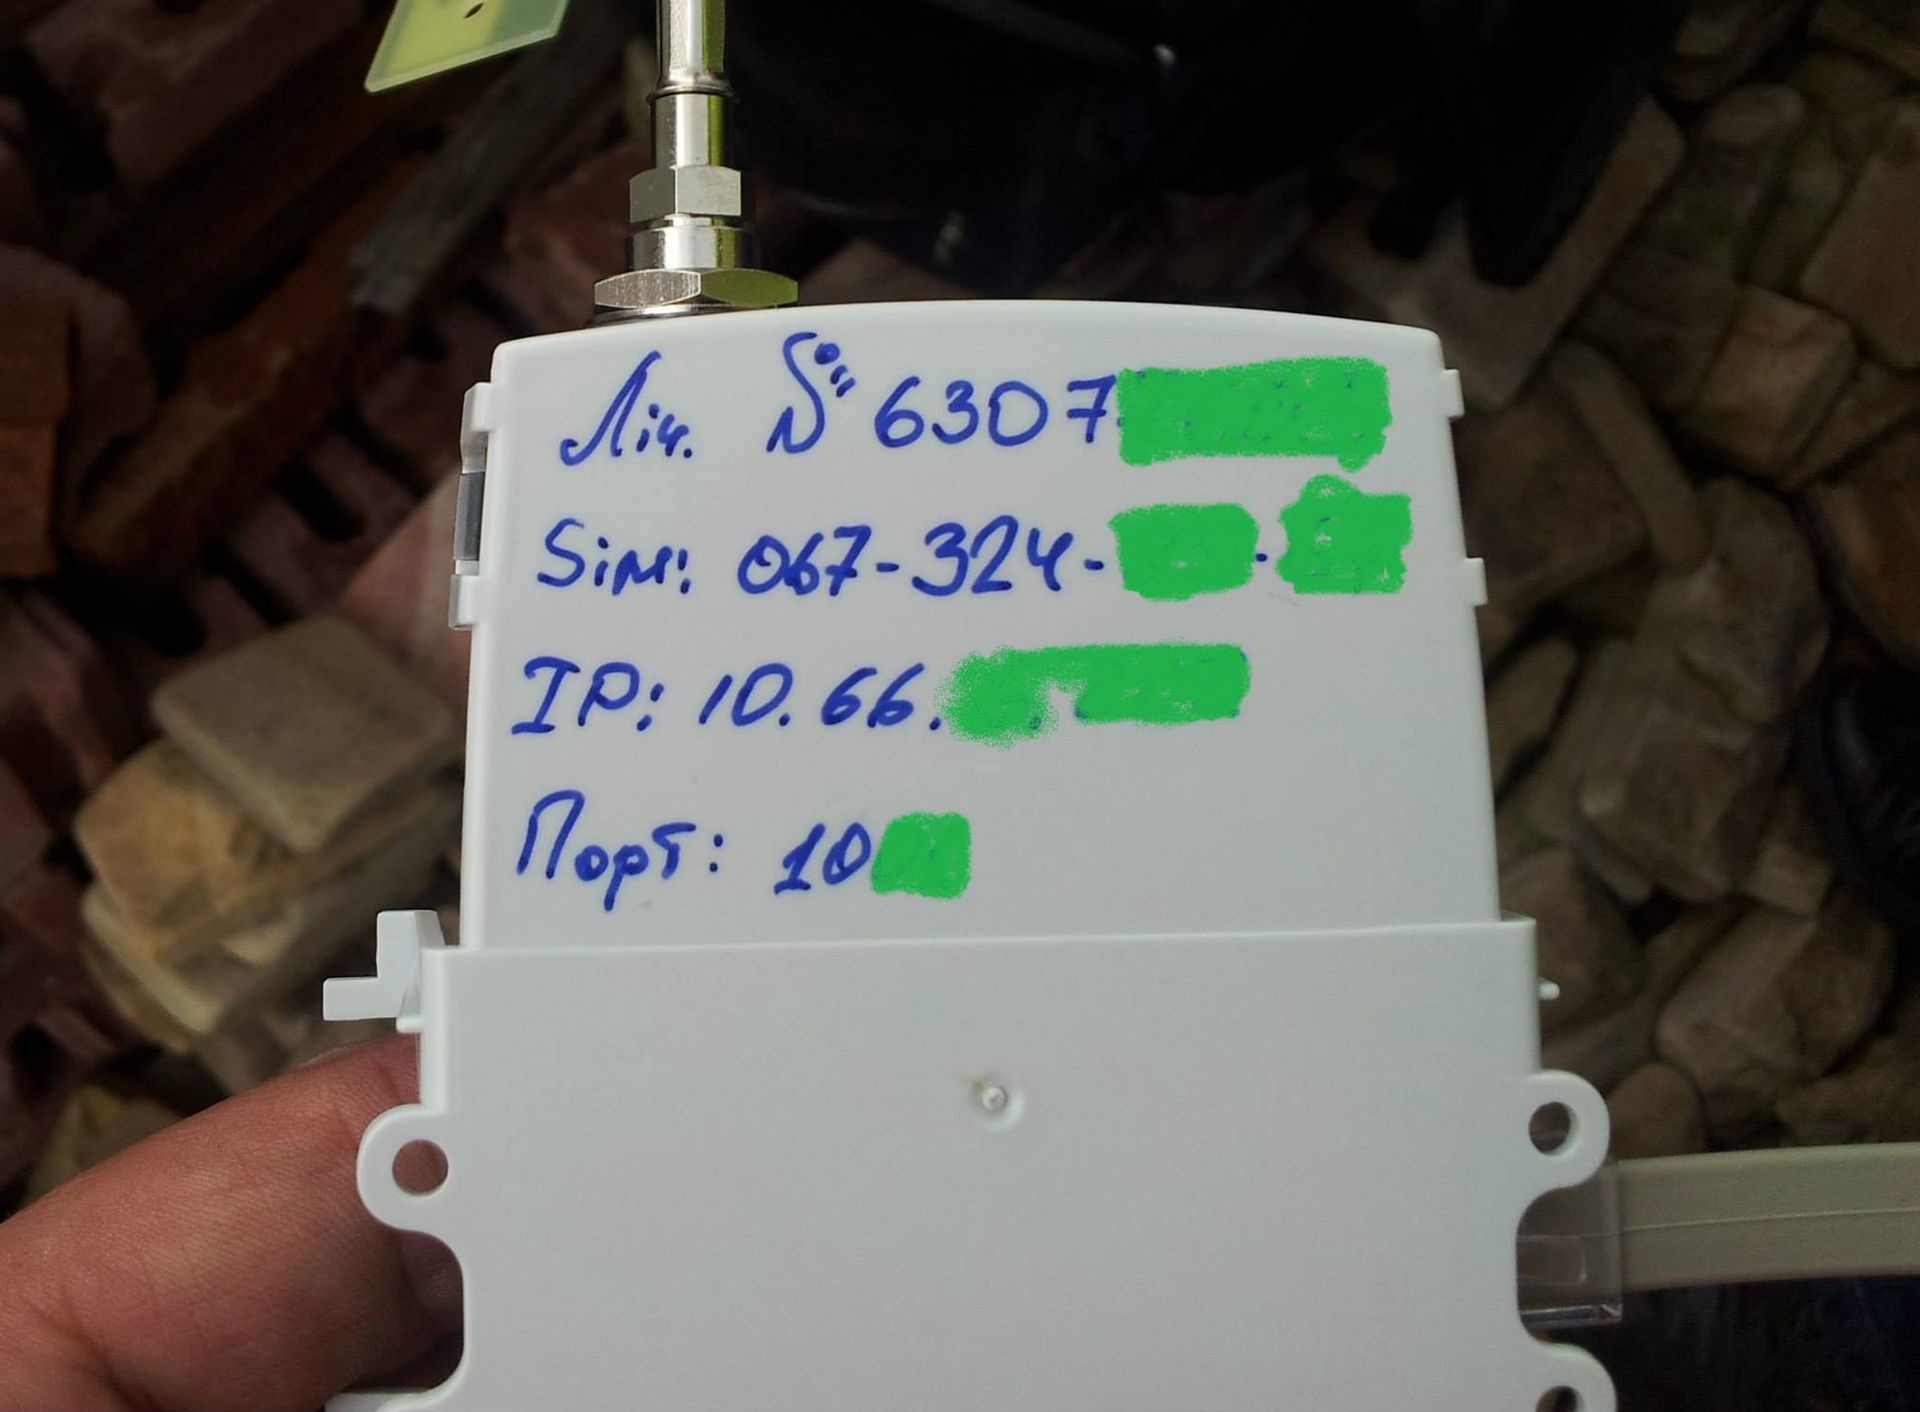 Ліч. № 6307
Sim: 067-324-
IP: 10.66.
Порт: 10